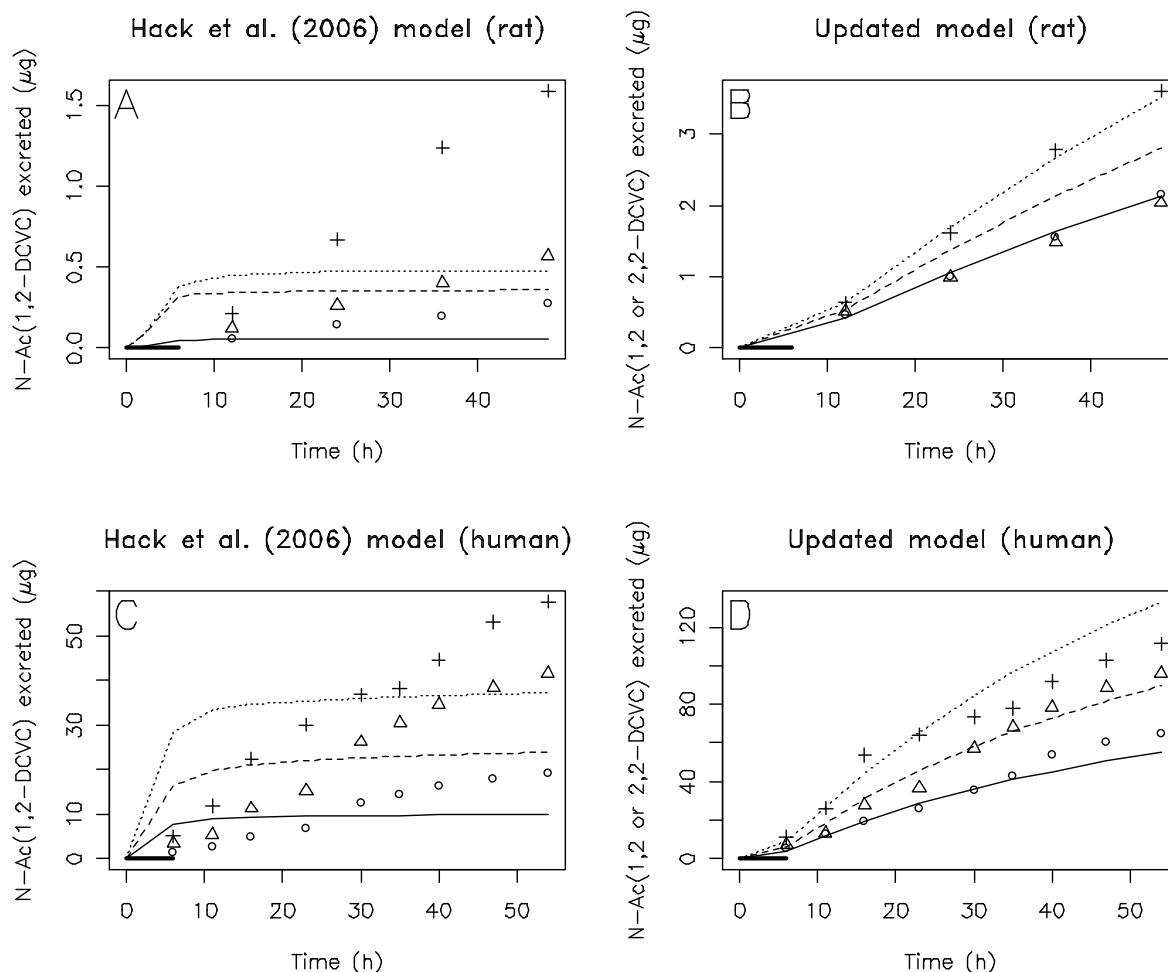 Hack et al. (2006) model (rat)
N-Ac(1,2-DCVC) excreted (μg)
A
0.0 0.5 1.0 1.5
0 10 20 30 40
Time (h)
Updated model (rat)
N-Ac(1,2 or 2,2-DCVC) excreted (μg)
B
0 1 2 3
0 10 20 30 40
Time (h)
Hack et al. (2006) model (human)
N-Ac(1,2-DCVC) excreted (μg)
C
0 10 30 50
0 10 20 30 40 50
Time (h)
Updated model (human)
N-Ac(1,2 or 2,2-DCVC) excreted (μg)
D
0 40 80 120
0 10 20 30 40 50
Time (h)